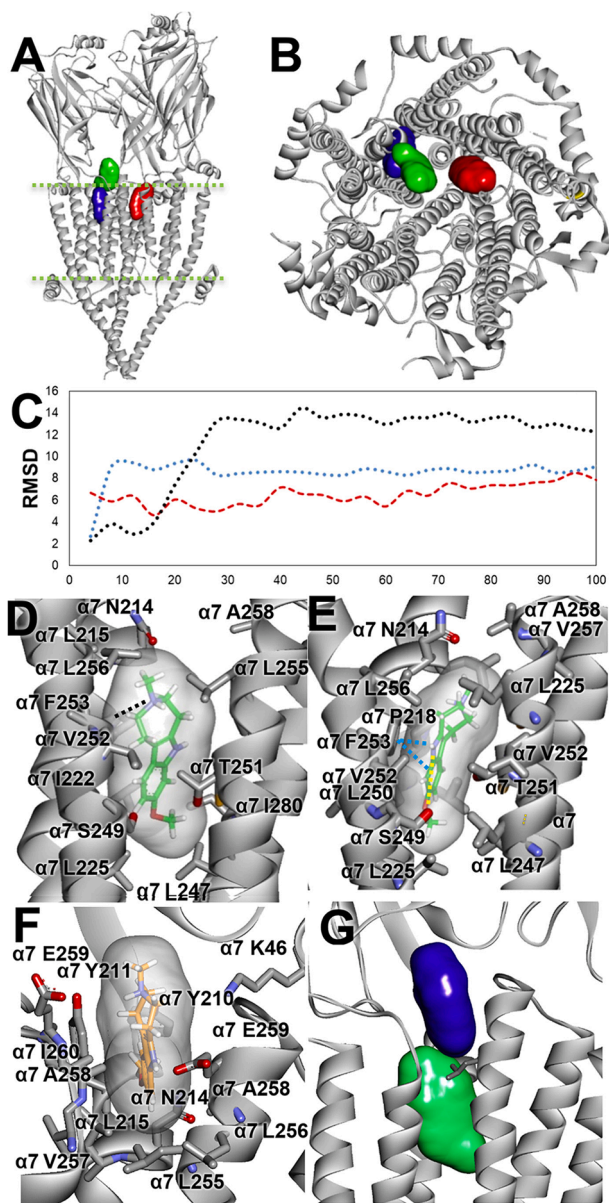 A
B
C
RMSD
16
14
12
10
8
6
4
2
0
0 10 20 30 40 50 60 70 80 90 100
D
α7 N214
α7 A258
α7 L215
α7 L256
α7 L255
α7 F253
α7 V252
α7 I222
α7 T251
α7 I280
α7 S249
α7 L225
α7 L247
E
α7 A258
α7 N214
α7 V257
α7 L256
α7 L225
α7 P218
α7 F253
α7 V252
α7 V252
α7 T251
α7 L250
α7
α7 S249
α7 L225
α7 L247
F
α7 K46
α7 E259
α7 Y211
α7 Y210
α7 E259
α7 I260
α7 A258
α7 N214
α7 A258
α7 L215
α7 L256
α7 V257
α7 L255
G